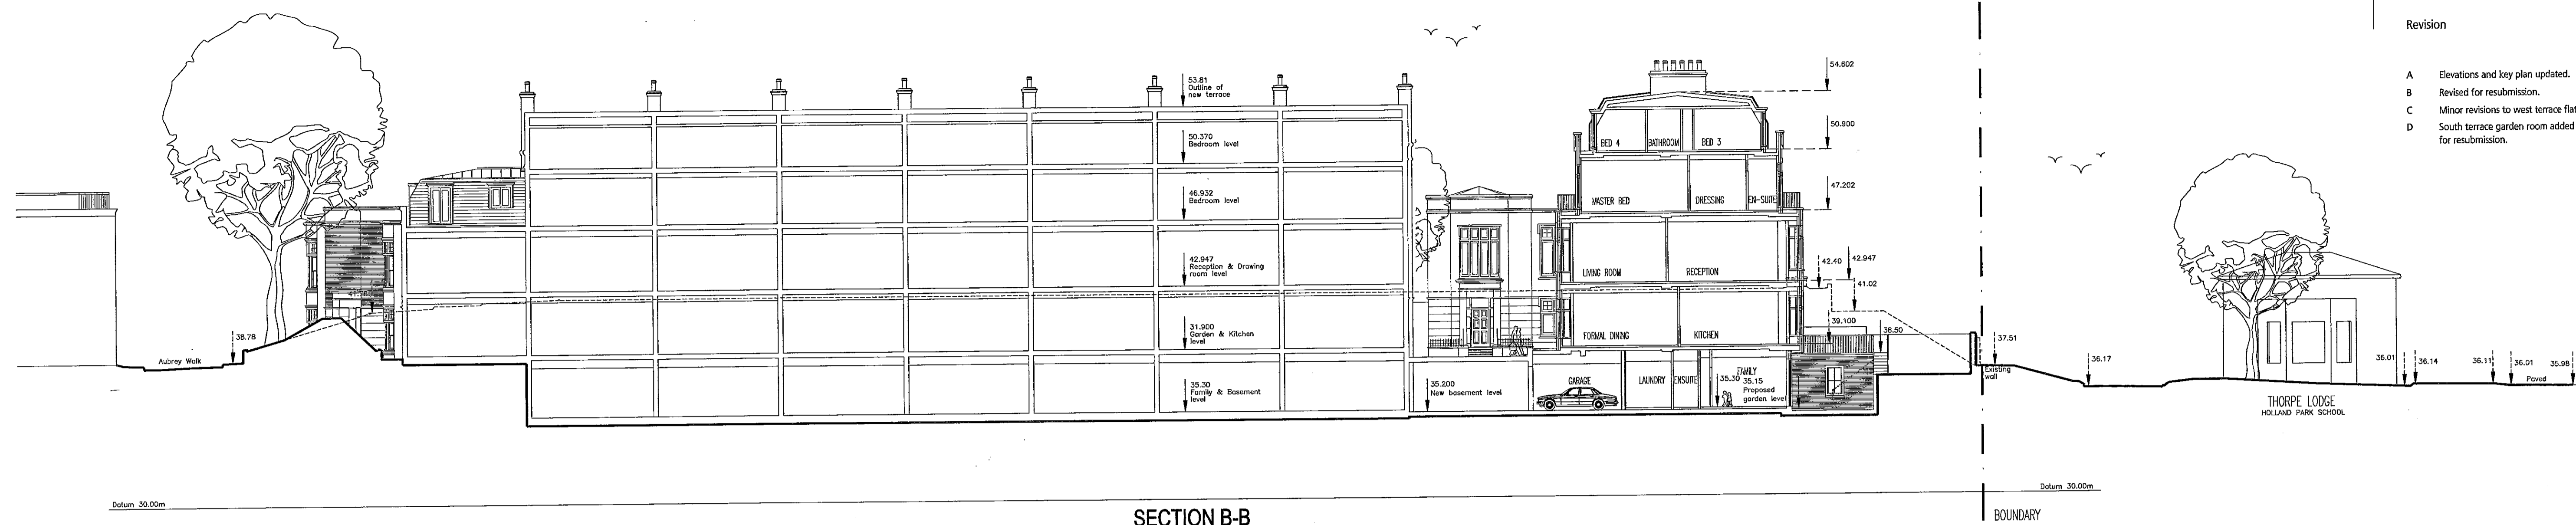 Revision
A Elevations and key plan updated.
B Revised for resubmission.
C Minor revisions to west terrace flat
D South terrace garden room added
for resubmission.
54.602
53.81
Outline of
new terrace
50.370
Bedroom level
50.900
BED 4
BATHROOM
BED 3
46.932
Bedroom level
47.202
MASTER BED
DRESSING
EN-SUITE
42.947
Reception & Drawing
room level
LIVING ROOM
RECEPTION
42.40
42.947
41.02
31.900
Garden & Kitchen
level
FORMAL DINING
KITCHEN
39.100
38.50
38.78
Aubrey Walk
37.51
Existing
wall
36.17
36.01
36.14
36.11
36.01
35.98
Paved
35.30
Family & Basement
level
35.200
New basement level
GARAGE
LAUNDRY
ENSUITE
FAMILY
35.30
35.15
Proposed
garden level
THORPE LODGE
HOLLAND PARK SCHOOL
Datum 30.00m
Datum 30.00m
SECTION B-B
BOUNDARY